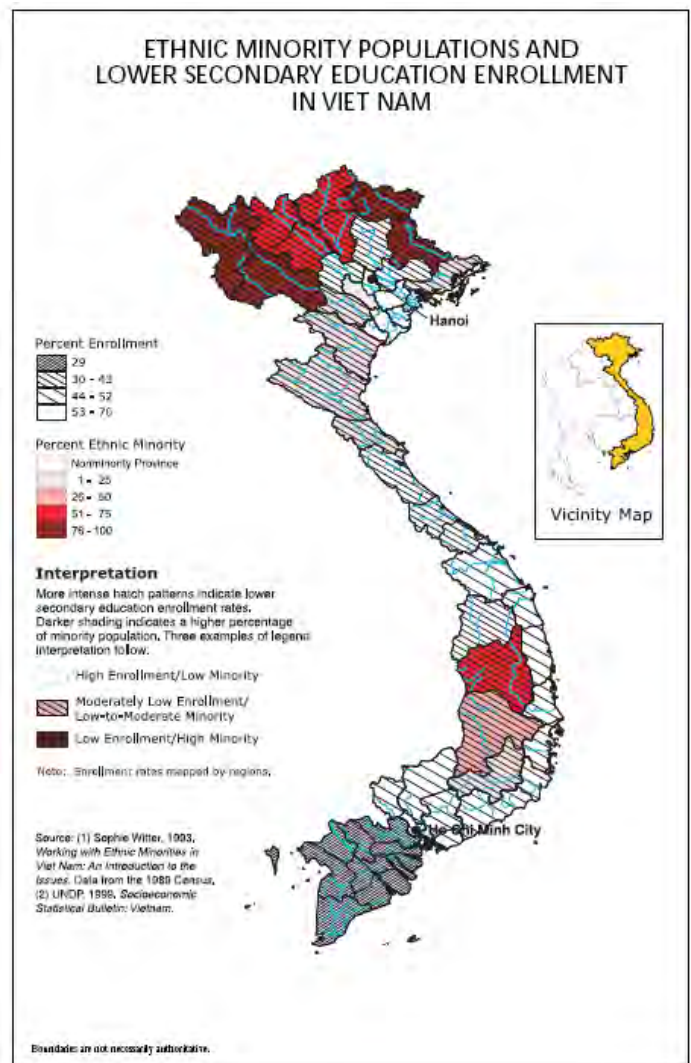 ETHNIC MINORITY POPULATIONS AND
LOWER SECONDARY EDUCATION ENROLLMENT
IN VIET NAM
Hanoi
Percent Enrollment
29
30 - 43
44 - 52
53 - 70
Percent Ethnic Minority
Nonminority Province
1 - 25
26 - 50
51 - 75
76 - 100
Vicinity Map
Interpretation
More intense hatch patterns indicate lower
secondary education enrollment rates.
Darker shading indicates a higher percentage
of minority population. Three examples of legend
interpretation follow.
High Enrollment/Low Minority
Moderately Low Enrollment/
Low-to-Moderate Minority
Low Enrollment/High Minority
Note: Enrollment rates mapped by regions.
Ho Chi Minh City
Source: (1) Sophie Witter, 1993,
Working with Ethnic Minorities in
Viet Nam: An Introduction to the
Issues. Data from the 1989 Census,
(2) UNDP, 1999, Socioeconomic
Statistical Bulletin: Vietnam.
Boundaries are not necessarily authoritative.